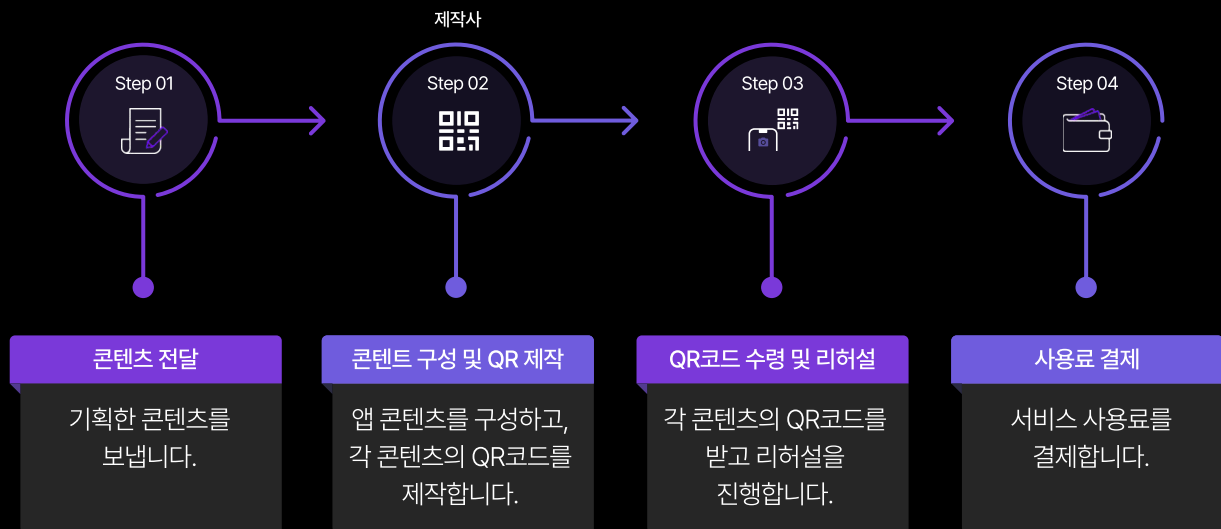 제작사
Step 01
Step 02
Step 03
Step 04
콘텐츠 전달
콘텐트 구성 및 QR 제작
QR코드 수령 및 리허설
사용료 결제
기획한 콘텐츠를
보냅니다.
앱 콘텐츠를 구성하고,
각 콘텐츠의 QR코드를
제작합니다.
각 콘텐츠의 QR코드를
받고 리허설을
진행합니다.
서비스 사용료를
결제합니다.